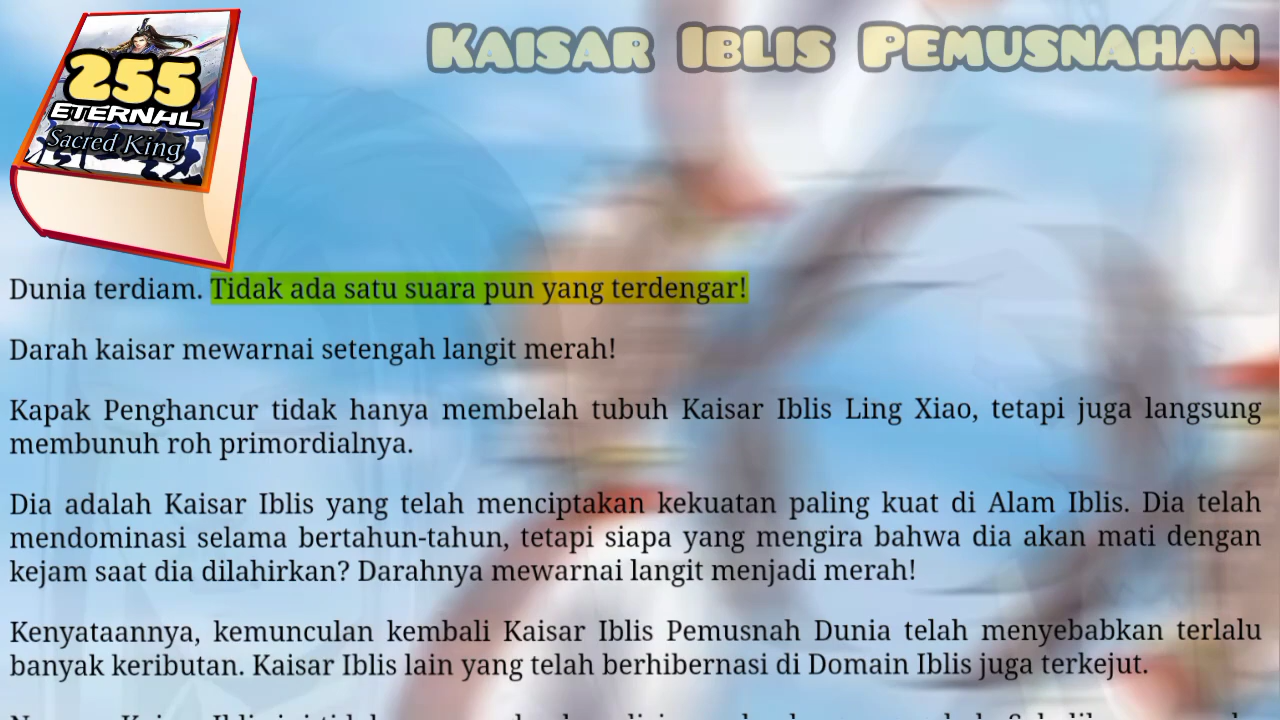 255
ETERNAL
Sacred King
Kaisar Iblis Pemusnahan
Dunia terdiam. Tidak ada satu suara pun yang terdengar!
Darah kaisar mewarnai setengah langit merah!
Kapak Penghancur tidak hanya membelah tubuh Kaisar Iblis Ling Xiao, tetapi juga langsung
membunuh roh primordialnya.
Dia adalah Kaisar Iblis yang telah menciptakan kekuatan paling kuat di Alam Iblis. Dia telah
mendominasi selama bertahun-tahun, tetapi siapa yang mengira bahwa dia akan mati dengan
kejam saat dia dilahirkan? Darahnya mewarnai langit menjadi merah!
Kenyataannya, kemunculan kembali Kaisar Iblis Pemusnah Dunia telah menyebabkan terlalu
banyak keributan. Kaisar Iblis lain yang telah berhibernasi di Domain Iblis juga terkejut.